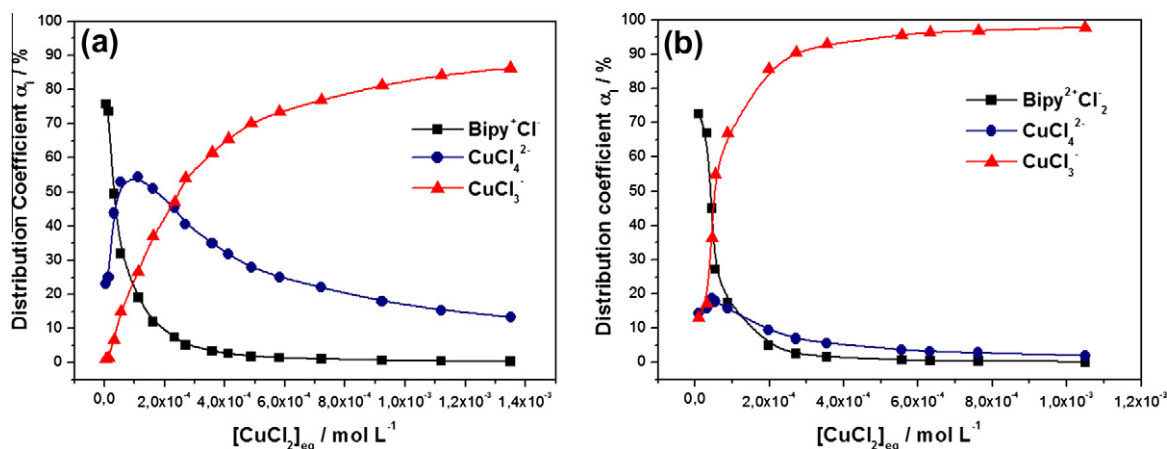 (a)
Distribution Coefficient αᵢ / %
100
90
80
70
60
50
40
30
20
10
0
Bipy⁺Cl⁻
CuCl₄²⁻
CuCl₃⁻
0,0 2,0x10⁻⁴ 4,0x10⁻⁴ 6,0x10⁻⁴ 8,0x10⁻⁴ 1,0x10⁻³ 1,2x10⁻³ 1,4x10⁻³
[CuCl₂]eq / mol L⁻¹
(b)
Distribution coefficient αᵢ / %
100
90
80
70
60
50
40
30
20
10
0
Bipy²⁺Cl⁻₂
CuCl₄²⁻
CuCl₃⁻
0,0 2,0x10⁻⁴ 4,0x10⁻⁴ 6,0x10⁻⁴ 8,0x10⁻⁴ 1,0x10⁻³ 1,2x10⁻³
[CuCl₂]eq / mol L⁻¹